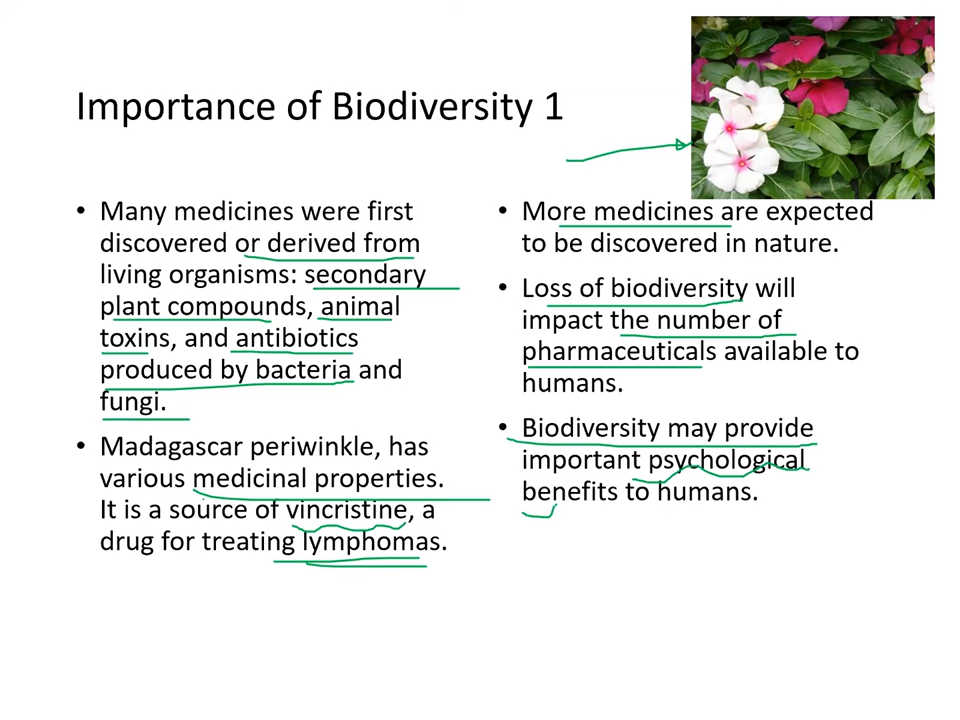 Importance of Biodiversity 1
• Many medicines were first
discovered or derived from
living organisms: secondary
plant compounds, animal
toxins, and antibiotics
produced by bacteria and
fungi.
• Madagascar periwinkle, has
various medicinal properties.
It is a source of vincristine, a
drug for treating lymphomas.
• More medicines are expected
to be discovered in nature.
• Loss of biodiversity will
impact the number of
pharmaceuticals available to
humans.
• Biodiversity may provide
important psychological
benefits to humans.